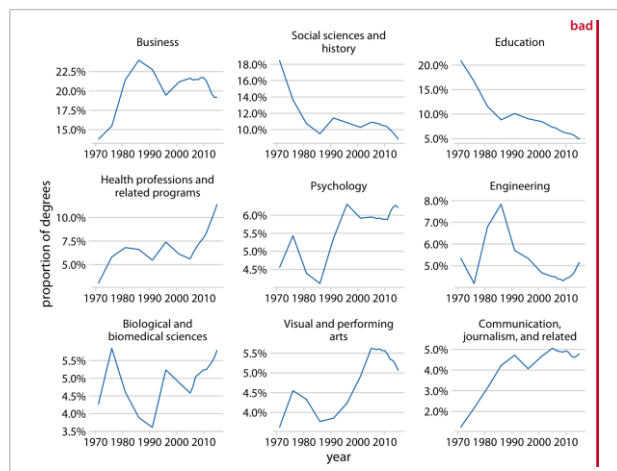 bad
Business
Social sciences and
history
Education
22.5%
20.0%
17.5%
15.0%
1970 1980 1990 2000 2010
18.0%
16.0%
14.0%
12.0%
10.0%
1970 1980 1990 2000 2010
20.0%
15.0%
10.0%
5.0%
1970 1980 1990 2000 2010
proportion of degrees
Health professions and
related programs
Psychology
Engineering
10.0%
7.5%
5.0%
1970 1980 1990 2000 2010
6.0%
5.5%
5.0%
4.5%
1970 1980 1990 2000 2010
8.0%
7.0%
6.0%
5.0%
1970 1980 1990 2000 2010
Biological and
biomedical sciences
Visual and performing
arts
Communication,
journalism, and related
5.5%
5.0%
4.5%
4.0%
3.5%
1970 1980 1990 2000 2010
5.5%
5.0%
4.5%
4.0%
1970 1980 1990 2000 2010
5.0%
4.0%
3.0%
2.0%
1970 1980 1990 2000 2010
year